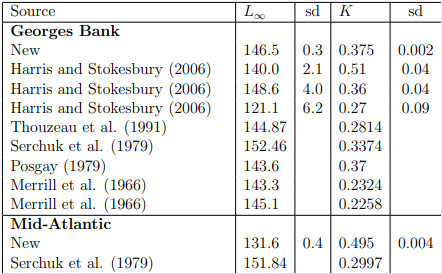 Source L∞ sd K sd
Georges Bank
New 146.5 0.3 0.375 0.002
Harris and Stokesbury (2006) 140.0 2.1 0.51 0.04
Harris and Stokesbury (2006) 148.6 4.0 0.36 0.04
Harris and Stokesbury (2006) 121.1 6.2 0.27 0.09
Thouzeau et al. (1991) 144.87 0.2814
Serchuk et al. (1979) 152.46 0.3374
Posgay (1979) 143.6 0.37
Merrill et al. (1966) 143.3 0.2324
Merrill et al. (1966) 145.1 0.2258
Mid-Atlantic
New 131.6 0.4 0.495 0.004
Serchuk et al. (1979) 151.84 0.2997